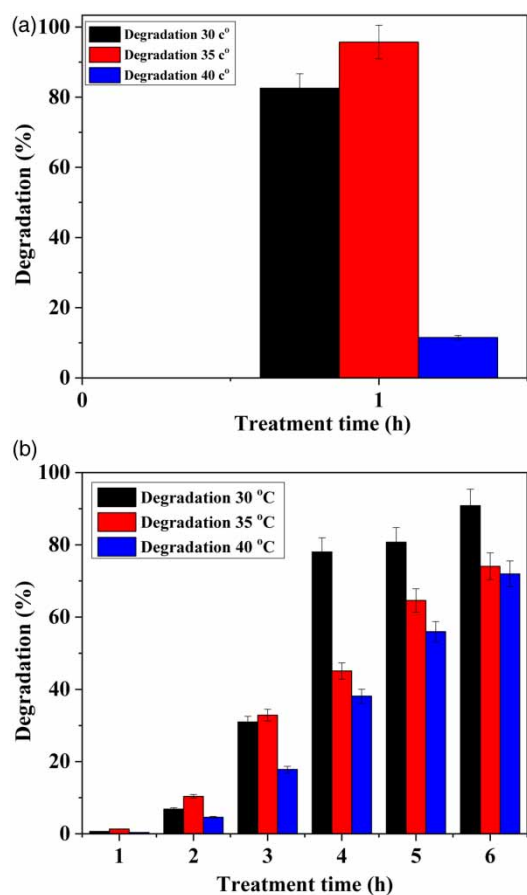 (a)
100
Degradation 30 c°
Degradation 35 c°
Degradation 40 c°
80
60
40
20
0
Degradation (%)
0 1
Treatment time (h)
(b)
100
Degradation 30 °C
Degradation 35 °C
Degradation 40 °C
80
60
40
20
0
Degradation (%)
1 2 3 4 5 6
Treatment time (h)